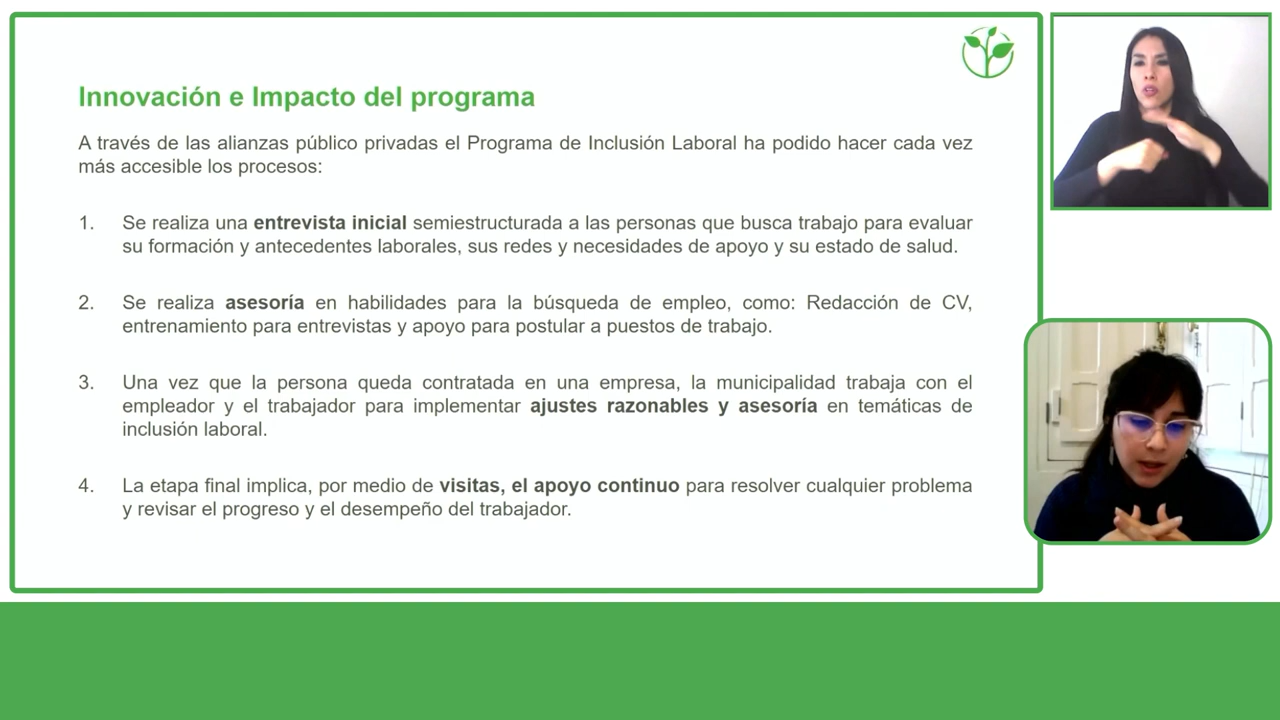 Innovación e Impacto del programa
A través de las alianzas público privadas el Programa de Inclusión Laboral ha podido hacer cada vez
más accesible los procesos:
1. Se realiza una entrevista inicial semiestructurada a las personas que busca trabajo para evaluar
su formación y antecedentes laborales, sus redes y necesidades de apoyo y su estado de salud.
2. Se realiza asesoría en habilidades para la búsqueda de empleo, como: Redacción de CV,
entrenamiento para entrevistas y apoyo para postular a puestos de trabajo.
3. Una vez que la persona queda contratada en una empresa, la municipalidad trabaja con el
empleador y el trabajador para implementar ajustes razonables y asesoría en temáticas de
inclusión laboral.
4. La etapa final implica, por medio de visitas, el apoyo continuo para resolver cualquier problema
y revisar el progreso y el desempeño del trabajador.